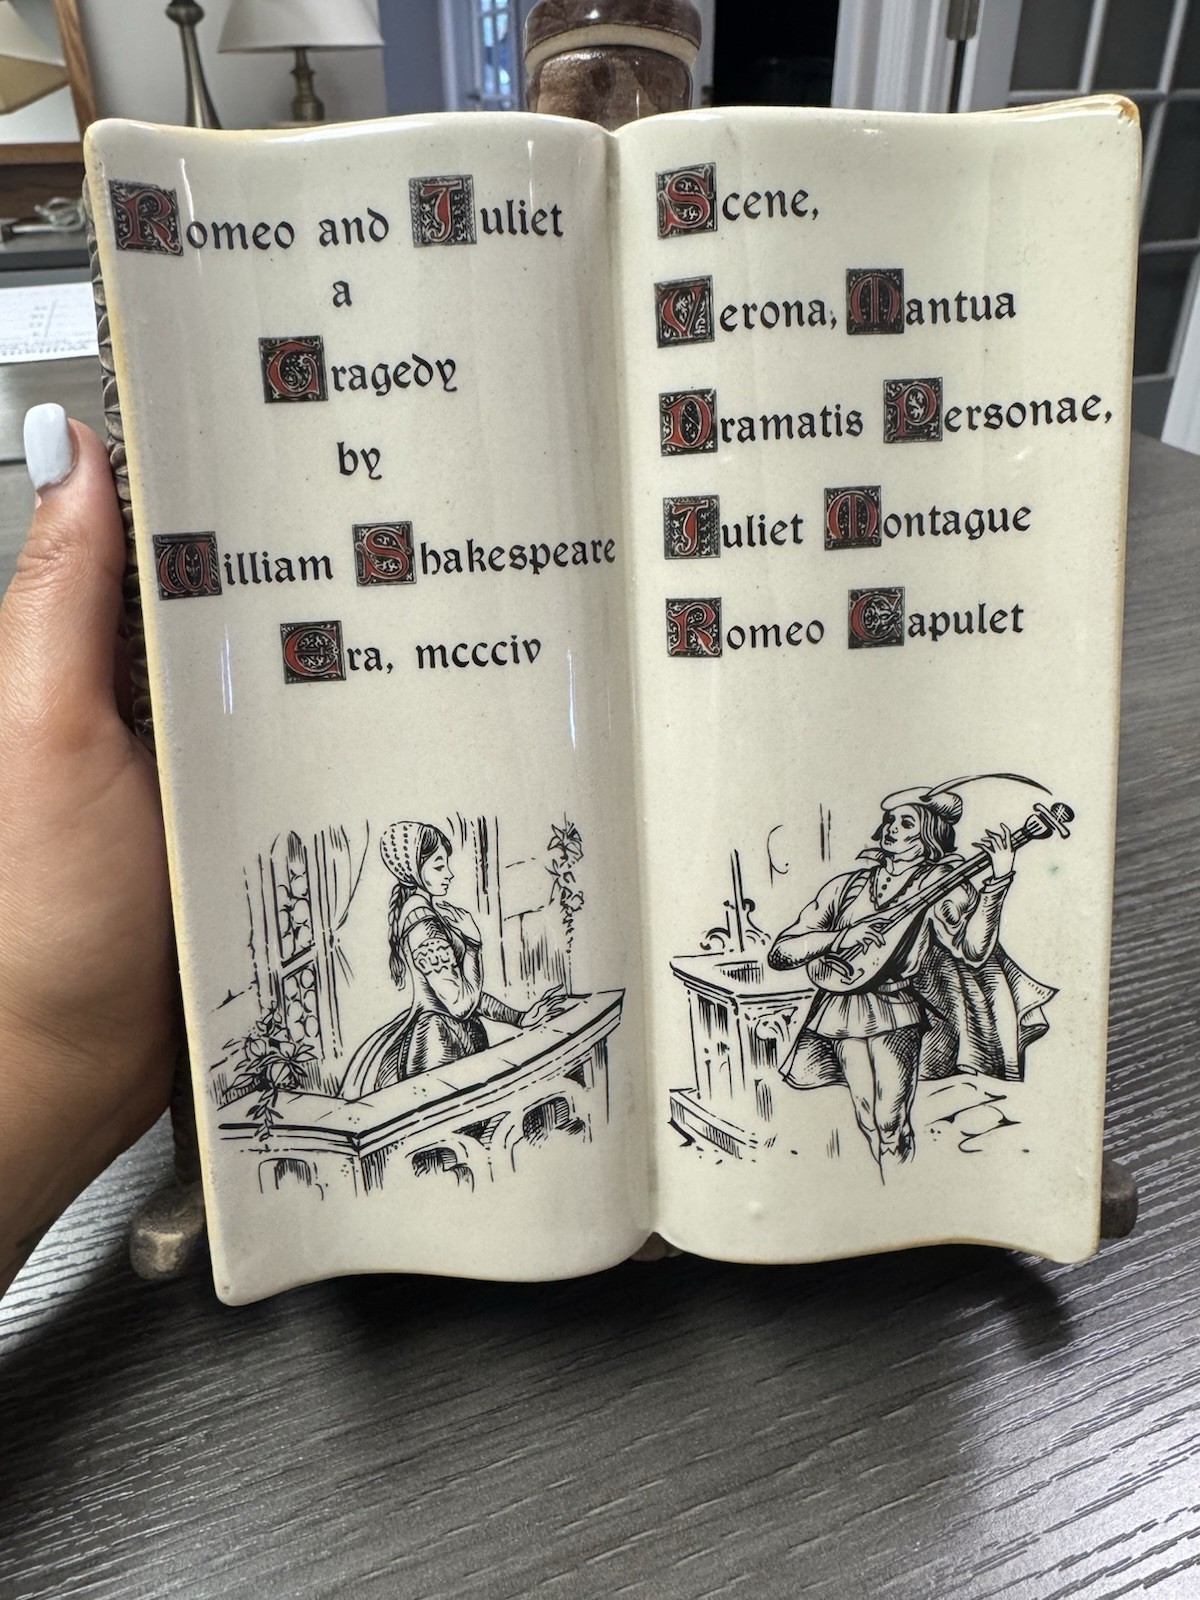 Romeo and Juliet
a
Tragedy
by
William Shakespeare
Era, mccciv
Scene,
Verona, Mantua
Dramatis Personae,
Juliet Montague
Romeo Capulet